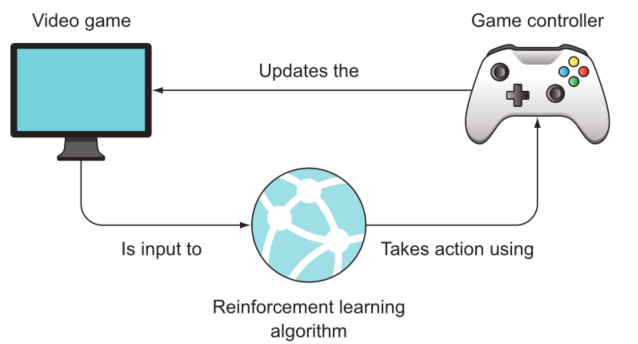 Video game
Game controller
Updates the
Is input to
Takes action using
Reinforcement learning
algorithm